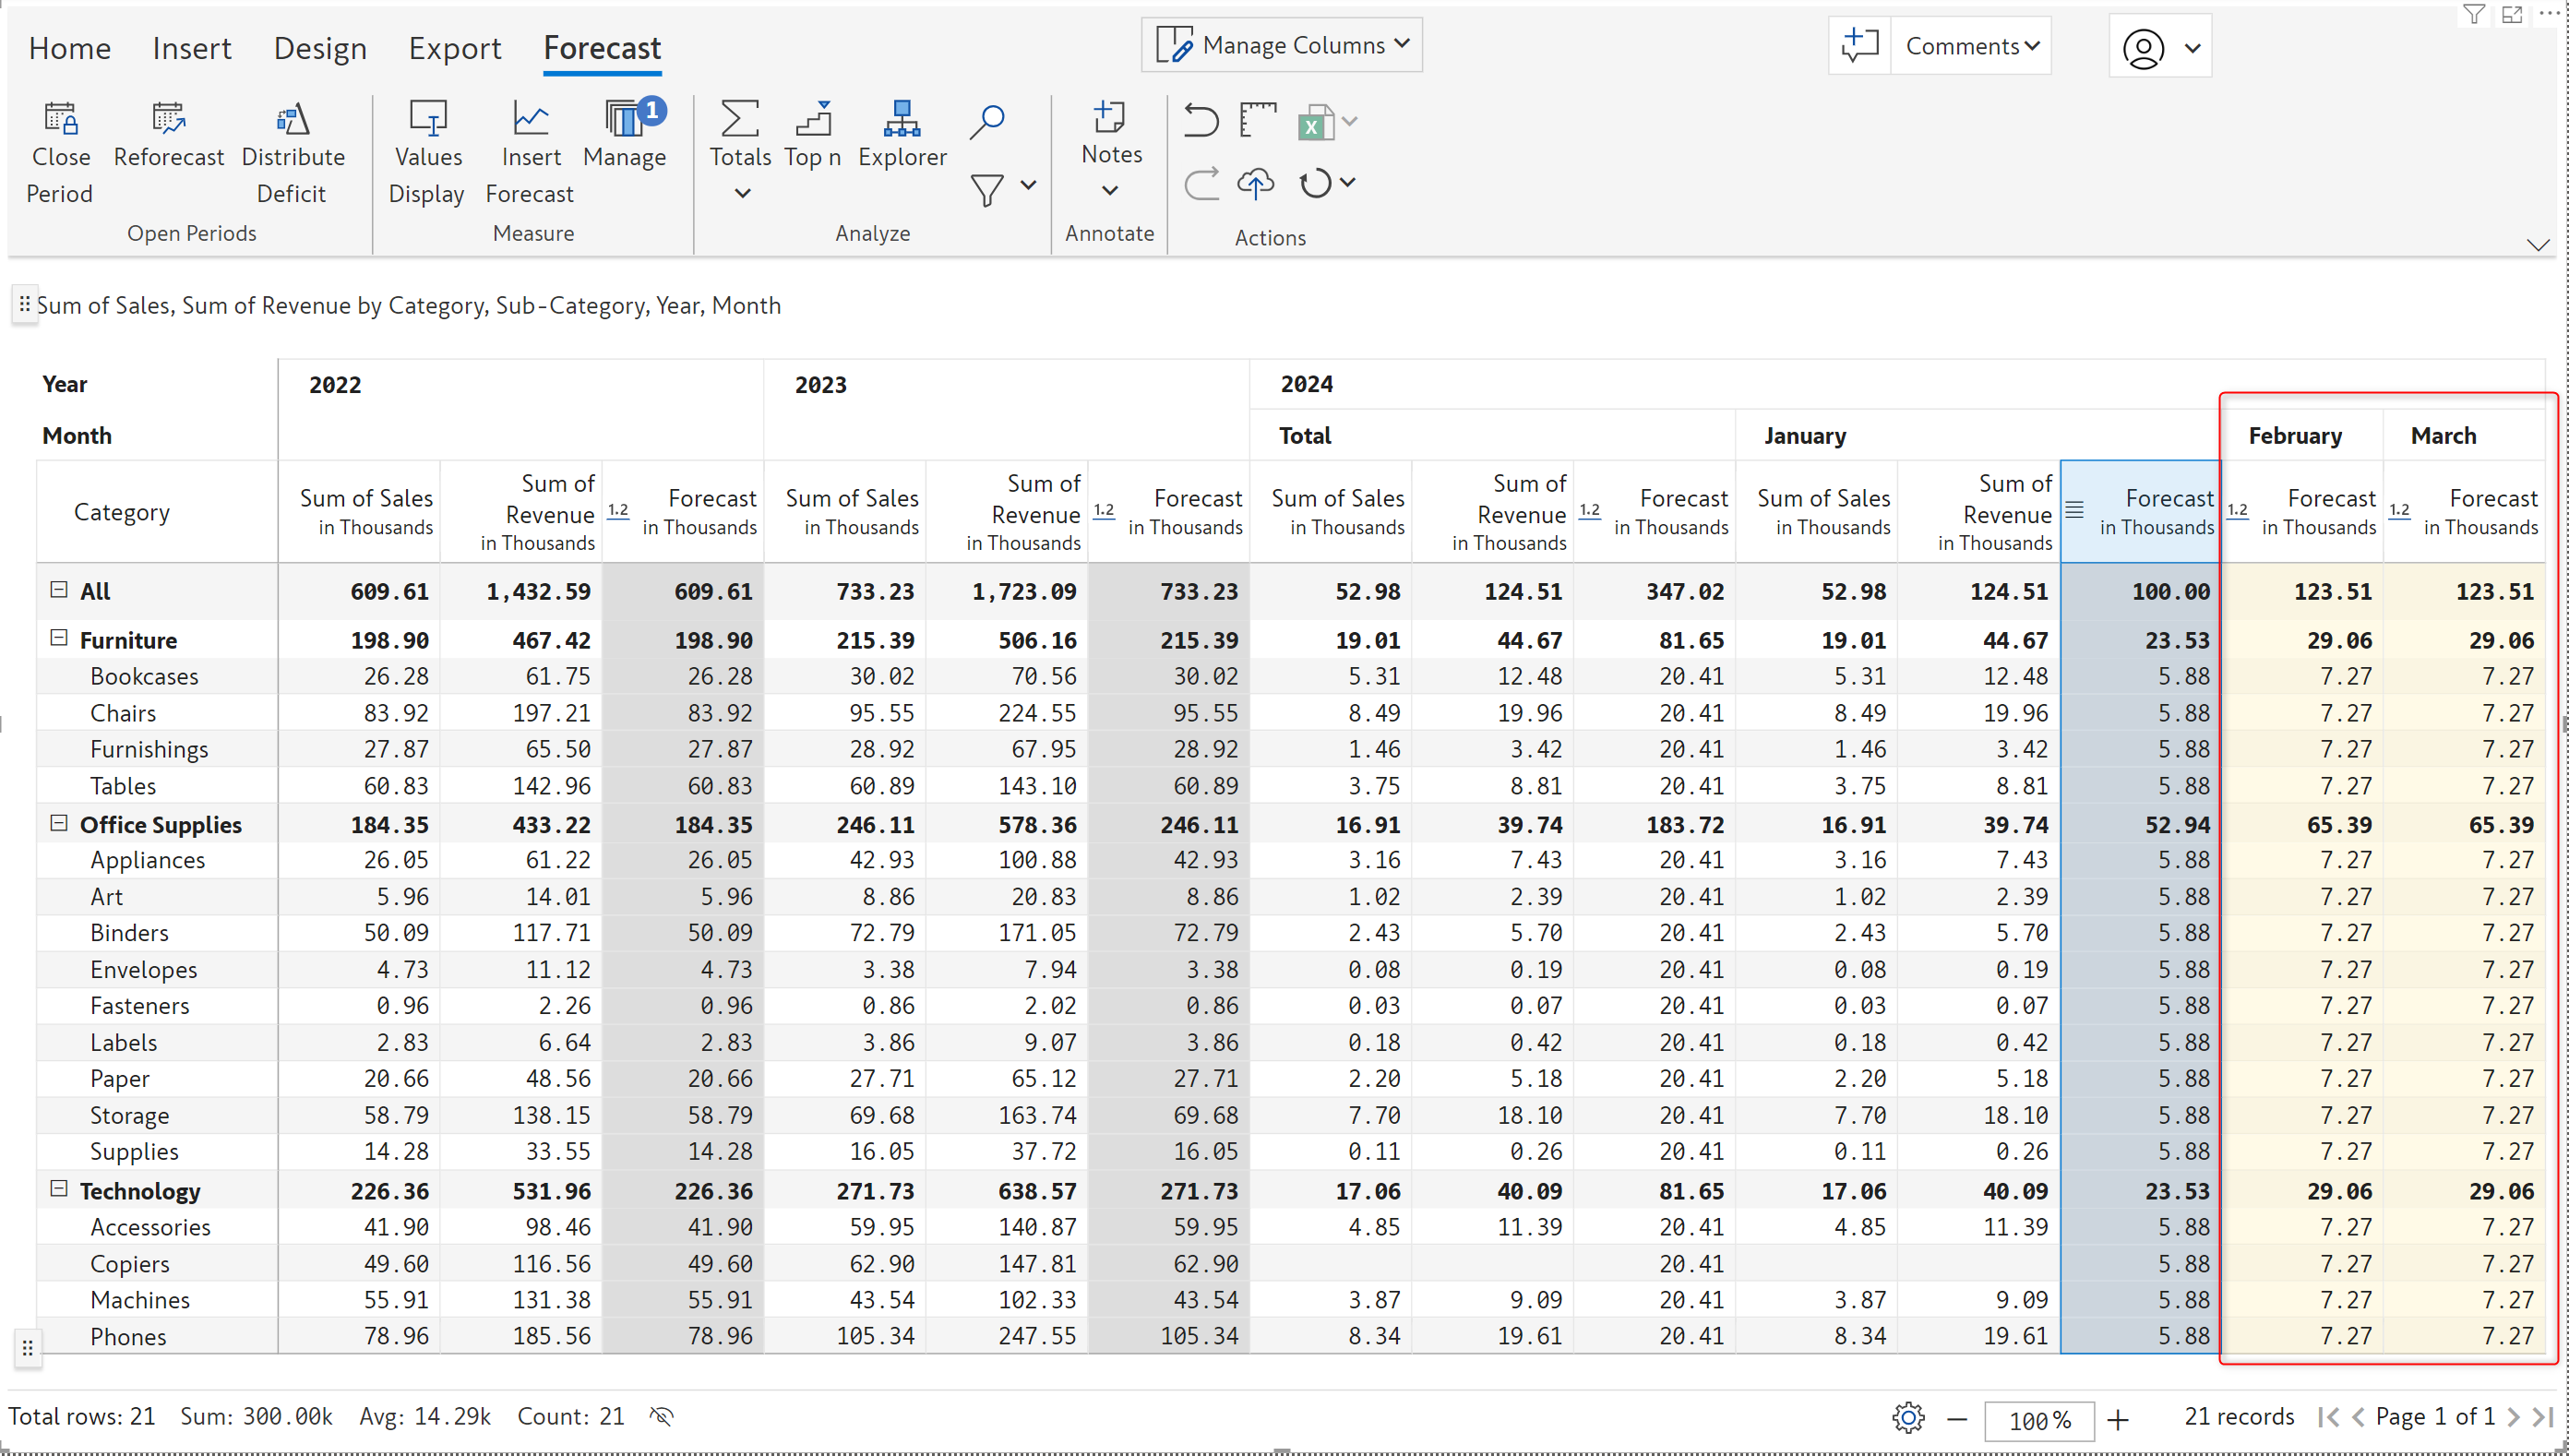 Home Insert Design Export Forecast
Manage Columns
Comments
Close Period
Reforecast
Distribute Deficit
Open Periods
Values Display
Insert Forecast
Manage
1
Measure
Totals
Top n
Explorer
Analyze
Notes
Annotate
X
Actions
Sum of Sales, Sum of Revenue by Category, Sub-Category, Year, Month
Year 2022 2023 2024
Month Total January February March
Category Sum of Sales in Thousands Sum of Revenue in Thousands 1.2 Forecast in Thousands Sum of Sales in Thousands Sum of Revenue in Thousands 1.2 Forecast in Thousands Sum of Sales in Thousands Sum of Revenue in Thousands 1.2 Forecast in Thousands Sum of Sales in Thousands Sum of Revenue in Thousands Forecast in Thousands 1.2 Forecast in Thousands 1.2 Forecast in Thousands
All 609.61 1,432.59 609.61 733.23 1,723.09 733.23 52.98 124.51 347.02 52.98 124.51 100.00 123.51 123.51
Furniture 198.90 467.42 198.90 215.39 506.16 215.39 19.01 44.67 81.65 19.01 44.67 23.53 29.06 29.06
Bookcases 26.28 61.75 26.28 30.02 70.56 30.02 5.31 12.48 20.41 5.31 12.48 5.88 7.27 7.27
Chairs 83.92 197.21 83.92 95.55 224.55 95.55 8.49 19.96 20.41 8.49 19.96 5.88 7.27 7.27
Furnishings 27.87 65.50 27.87 28.92 67.95 28.92 1.46 3.42 20.41 1.46 3.42 5.88 7.27 7.27
Tables 60.83 142.96 60.83 60.89 143.10 60.89 3.75 8.81 20.41 3.75 8.81 5.88 7.27 7.27
Office Supplies 184.35 433.22 184.35 246.11 578.36 246.11 16.91 39.74 183.72 16.91 39.74 52.94 65.39 65.39
Appliances 26.05 61.22 26.05 42.93 100.88 42.93 3.16 7.43 20.41 3.16 7.43 5.88 7.27 7.27
Art 5.96 14.01 5.96 8.86 20.83 8.86 1.02 2.39 20.41 1.02 2.39 5.88 7.27 7.27
Binders 50.09 117.71 50.09 72.79 171.05 72.79 2.43 5.70 20.41 2.43 5.70 5.88 7.27 7.27
Envelopes 4.73 11.12 4.73 3.38 7.94 3.38 0.08 0.19 20.41 0.08 0.19 5.88 7.27 7.27
Fasteners 0.96 2.26 0.96 0.86 2.02 0.86 0.03 0.07 20.41 0.03 0.07 5.88 7.27 7.27
Labels 2.83 6.64 2.83 3.86 9.07 3.86 0.18 0.42 20.41 0.18 0.42 5.88 7.27 7.27
Paper 20.66 48.56 20.66 27.71 65.12 27.71 2.20 5.18 20.41 2.20 5.18 5.88 7.27 7.27
Storage 58.79 138.15 58.79 69.68 163.74 69.68 7.70 18.10 20.41 7.70 18.10 5.88 7.27 7.27
Supplies 14.28 33.55 14.28 16.05 37.72 16.05 0.11 0.26 20.41 0.11 0.26 5.88 7.27 7.27
Technology 226.36 531.96 226.36 271.73 638.57 271.73 17.06 40.09 81.65 17.06 40.09 23.53 29.06 29.06
Accessories 41.90 98.46 41.90 59.95 140.87 59.95 4.85 11.39 20.41 4.85 11.39 5.88 7.27 7.27
Copiers 49.60 116.56 49.60 62.90 147.81 62.90 20.41 5.88 7.27 7.27
Machines 55.91 131.38 55.91 43.54 102.33 43.54 3.87 9.09 20.41 3.87 9.09 5.88 7.27 7.27
Phones 78.96 185.56 78.96 105.34 247.55 105.34 8.34 19.61 20.41 8.34 19.61 5.88 7.27 7.27
Total rows: 21 Sum: 300.00k Avg: 14.29k Count: 21 100% 21 records Page 1 of 1